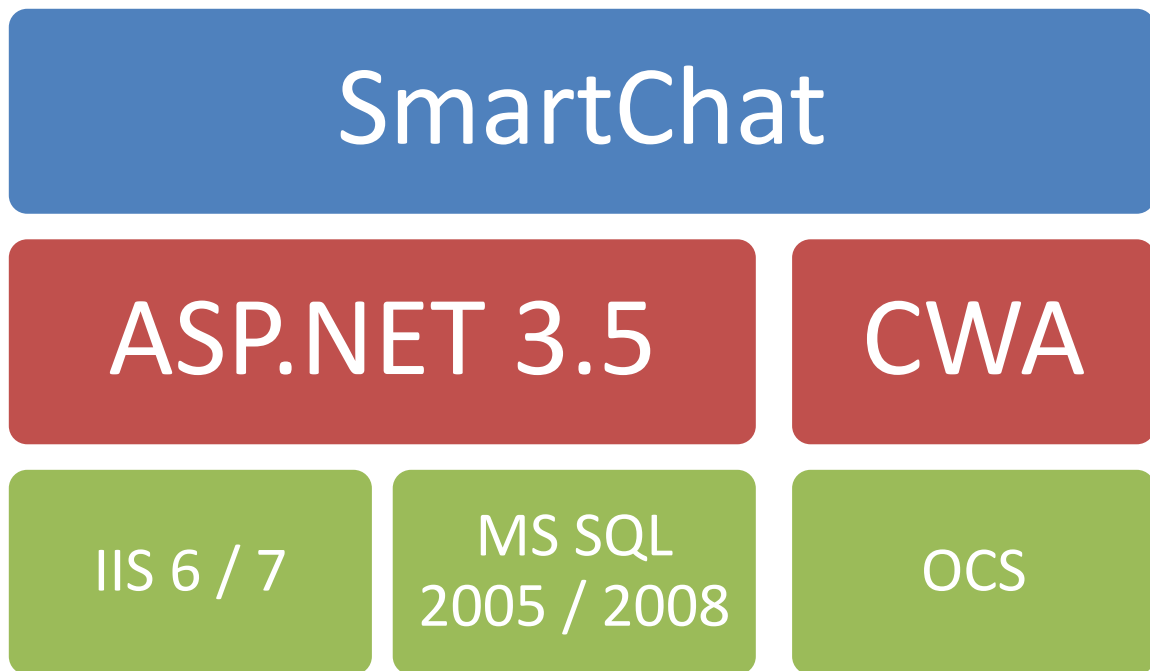 SmartChat
ASP.NET 3.5
CWA
IIS 6 / 7
MS SQL
2005 / 2008
OCS